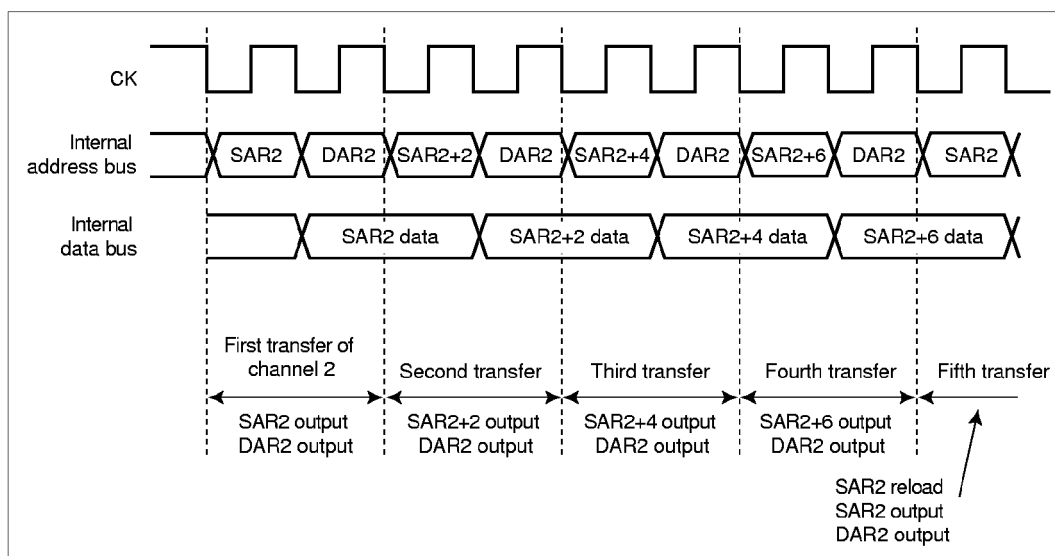 CK
Internal
address bus
SAR2 DAR2 SAR2+2 DAR2 SAR2+4 DAR2 SAR2+6 DAR2 SAR2
Internal
data bus
SAR2 data SAR2+2 data SAR2+4 data SAR2+6 data
First transfer of
channel 2
Second transfer
Third transfer
Fourth transfer
Fifth transfer
SAR2 output
DAR2 output
SAR2+2 output
DAR2 output
SAR2+4 output
DAR2 output
SAR2+6 output
DAR2 output
SAR2 reload
SAR2 output
DAR2 output